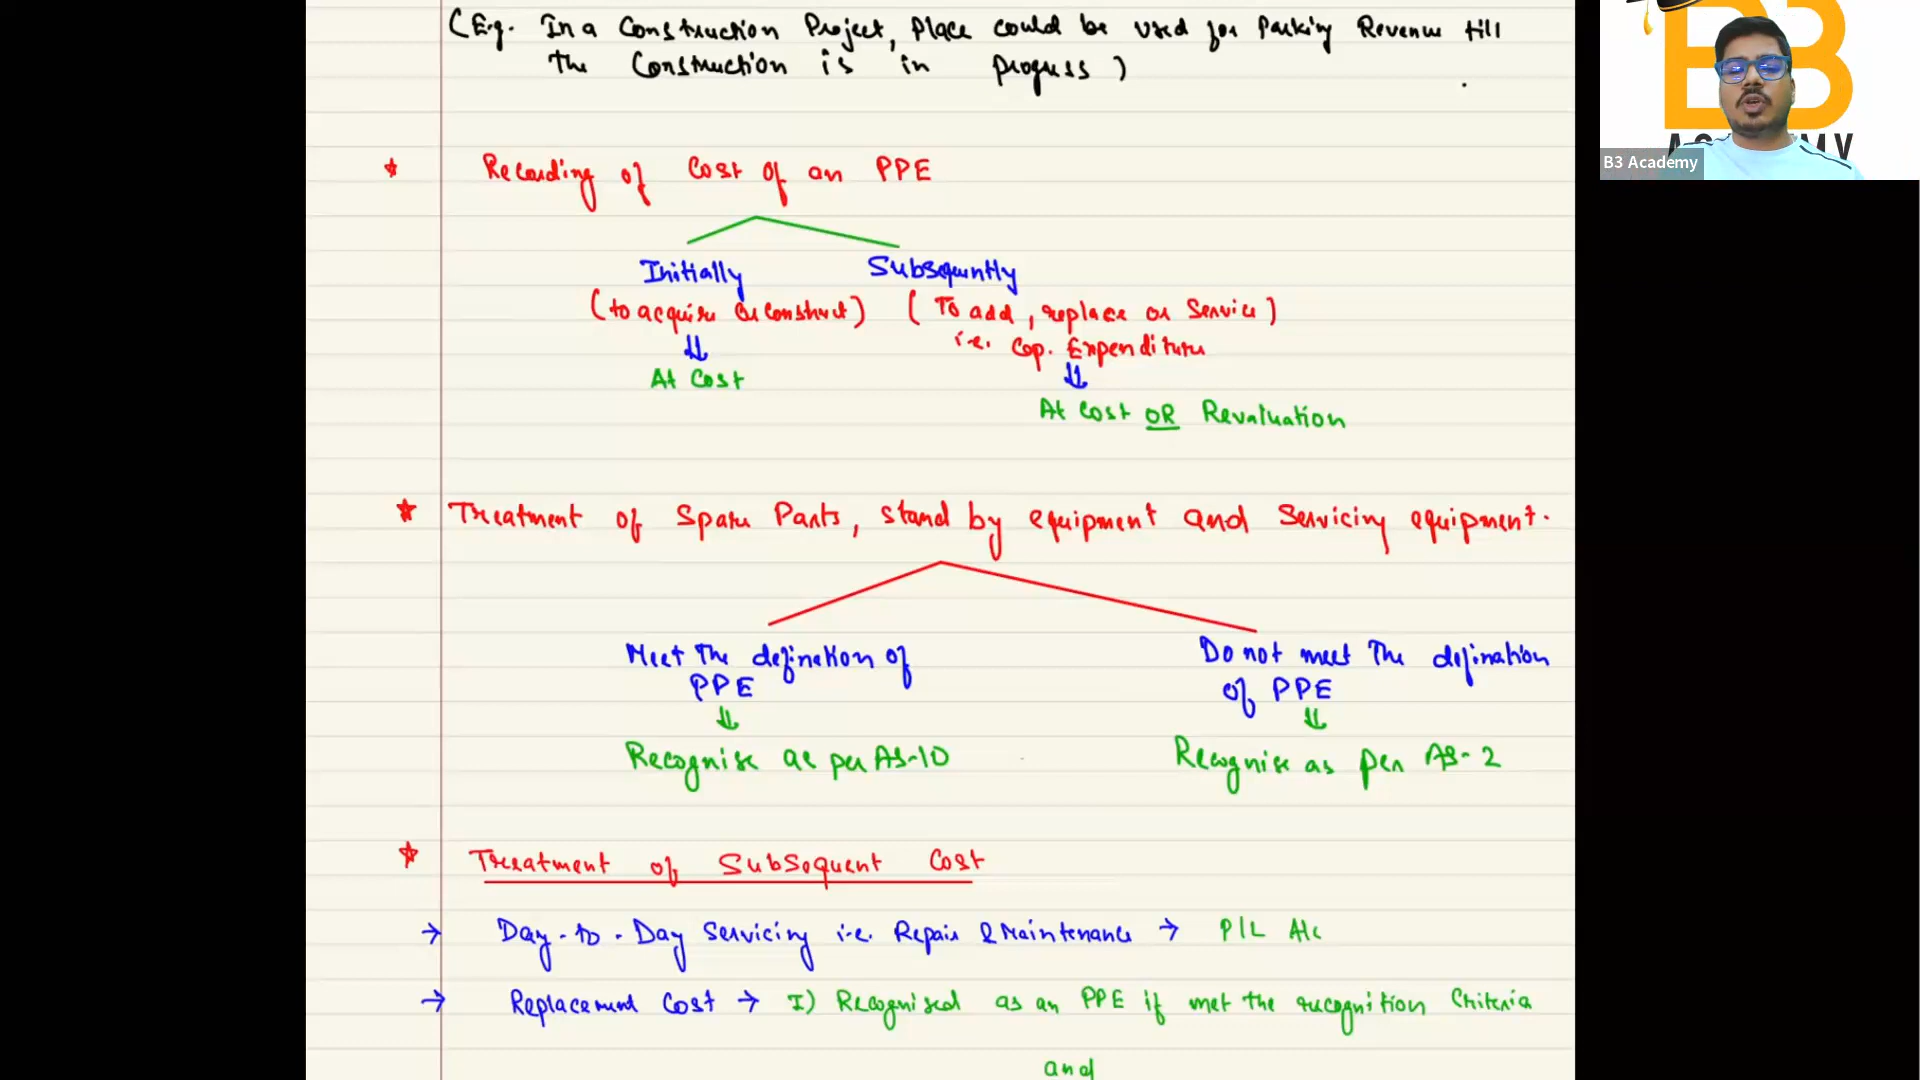 (Eg. In a Construction Project, Place could be used for Parking Revenue till
the Construction is in progress)
★ Recording of Cost of an PPE
Initially Subsequently
(to acquire or construct) (To add, replace or Service)
i.e. Cap. Expenditure
At Cost
At Cost OR Revaluation
★ Treatment of Spare Parts, stand by equipment and Servicing equipment.
Meet the defination of Do not meet The defination
PPE of PPE
Recognise as per AS-10 Recognise as per AS-2
★ Treatment of Subsequent Cost
→ Day-to-Day Servicing i.e. Repair & Maintenance → P/L A/c
→ Replacement Cost → I) Recognised as an PPE if met the recognition Criteria
and
B3
B3 Academy